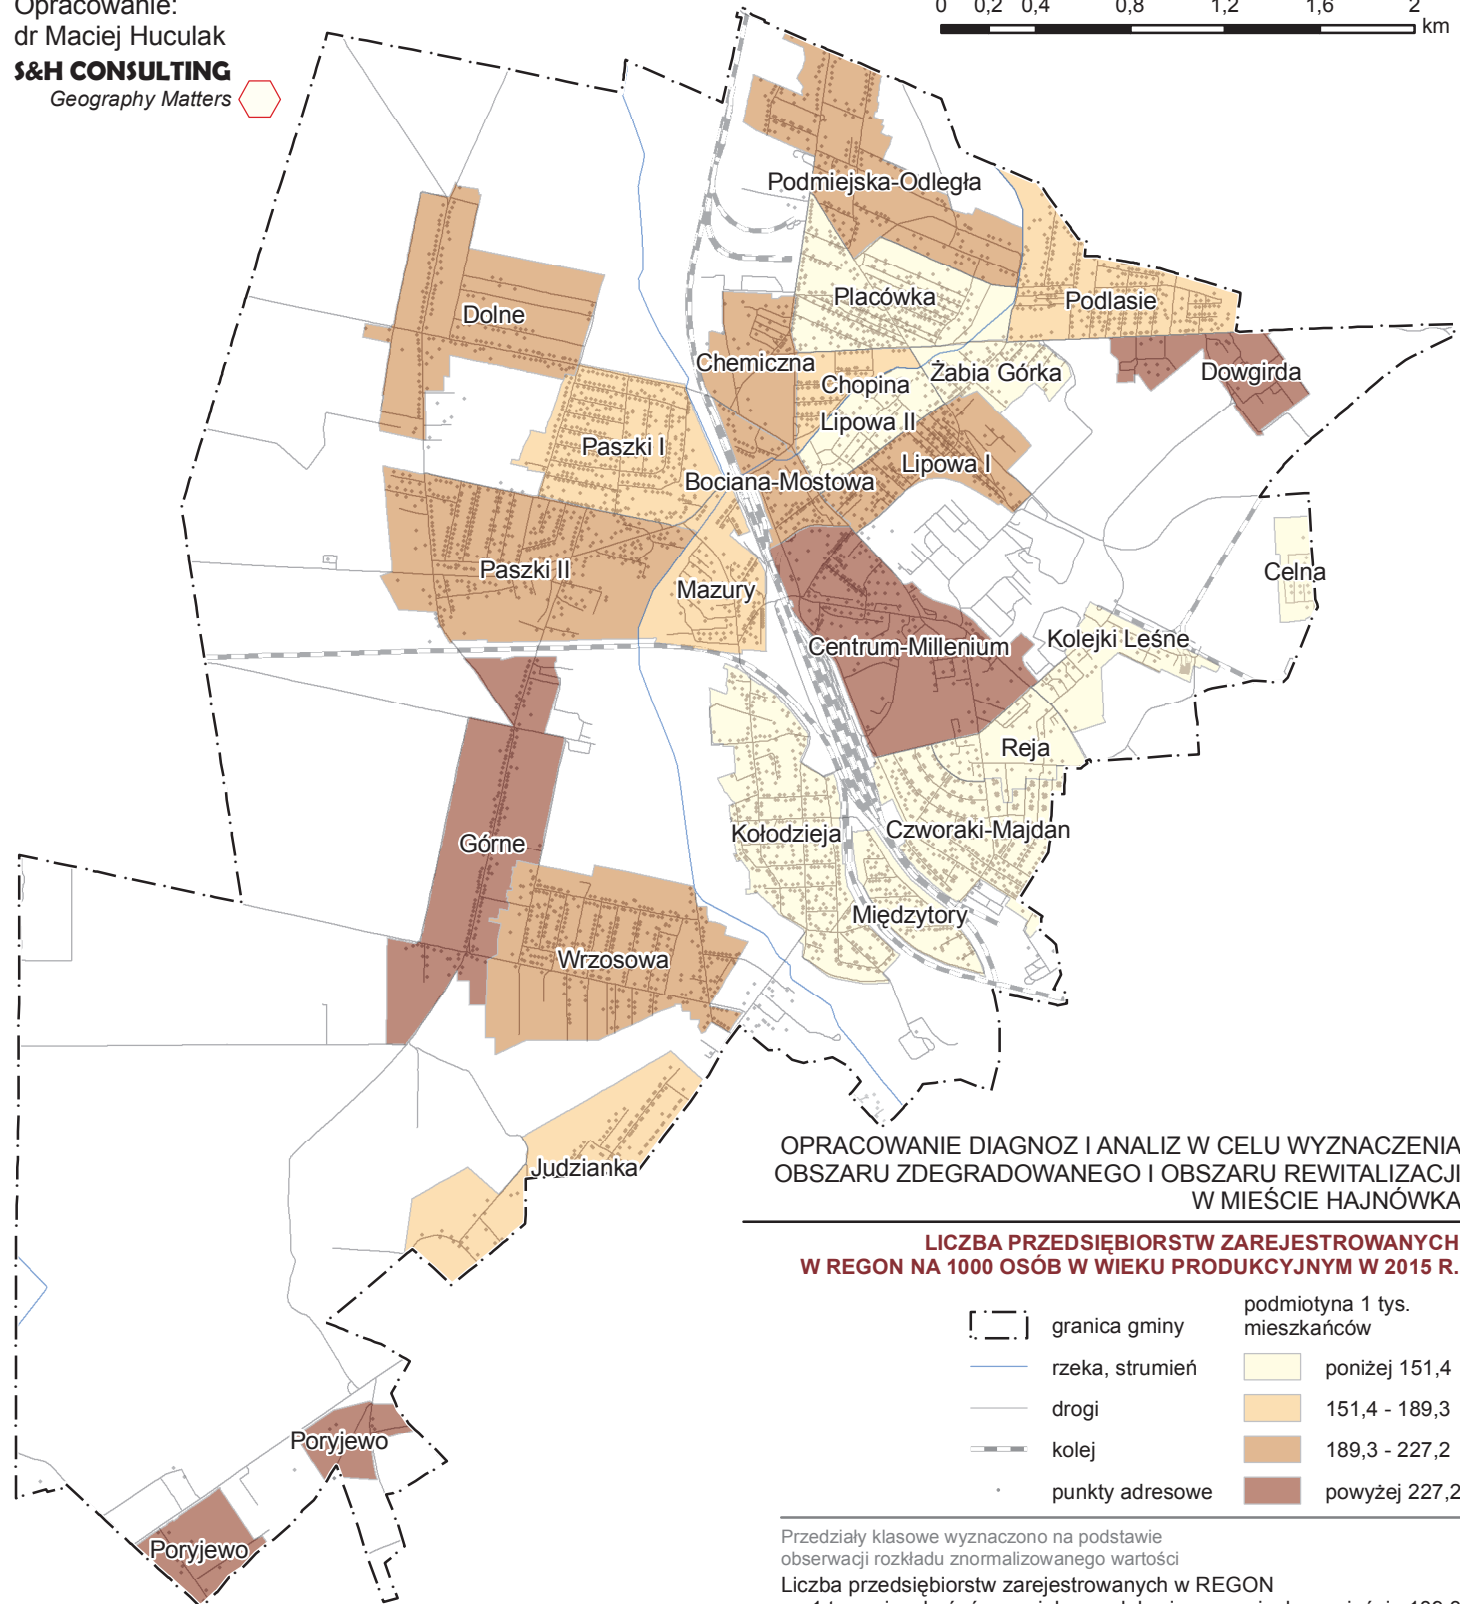 Opracowanie:
dr Maciej Huculak
S&H CONSULTING
Geography Matters
0 0,2 0,4 0,8 1,2 1,6 2
km
Podmiejska-Odległa
Placówka
Podlasie
Dolne
Chemiczna
Chopina
Żabia Górka
Dowgirda
Lipowa II
Paszki I
Lipowa I
Bociana-Mostowa
Paszki II
Mazury
Celna
Centrum-Millenium
Kolejki Leśne
Reja
Górne
Kołodzieja
Czworaki-Majdan
Międzytory
Wrzosowa
Judzianka
Poryjewo
Poryjewo
OPRACOWANIE DIAGNOZ I ANALIZ W CELU WYZNACZENIA
OBSZARU ZDEGRADOWANEGO I OBSZARU REWITALIZACJI
W MIEŚCIE HAJNÓWKA
LICZBA PRZEDSIĘBIORSTW ZAREJESTROWANYCH
W REGON NA 1000 OSÓB W WIEKU PRODUKCYJNYM W 2015 R.
granica gminy
rzeka, strumień
drogi
kolej
punkty adresowe
podmiotyna 1 tys.
mieszkańców
poniżej 151,4
151,4 - 189,3
189,3 - 227,2
powyżej 227,2
Przedziały klasowe wyznaczono na podstawie
obserwacji rozkładu znormalizowanego wartości
Liczba przedsiębiorstw zarejestrowanych w REGON